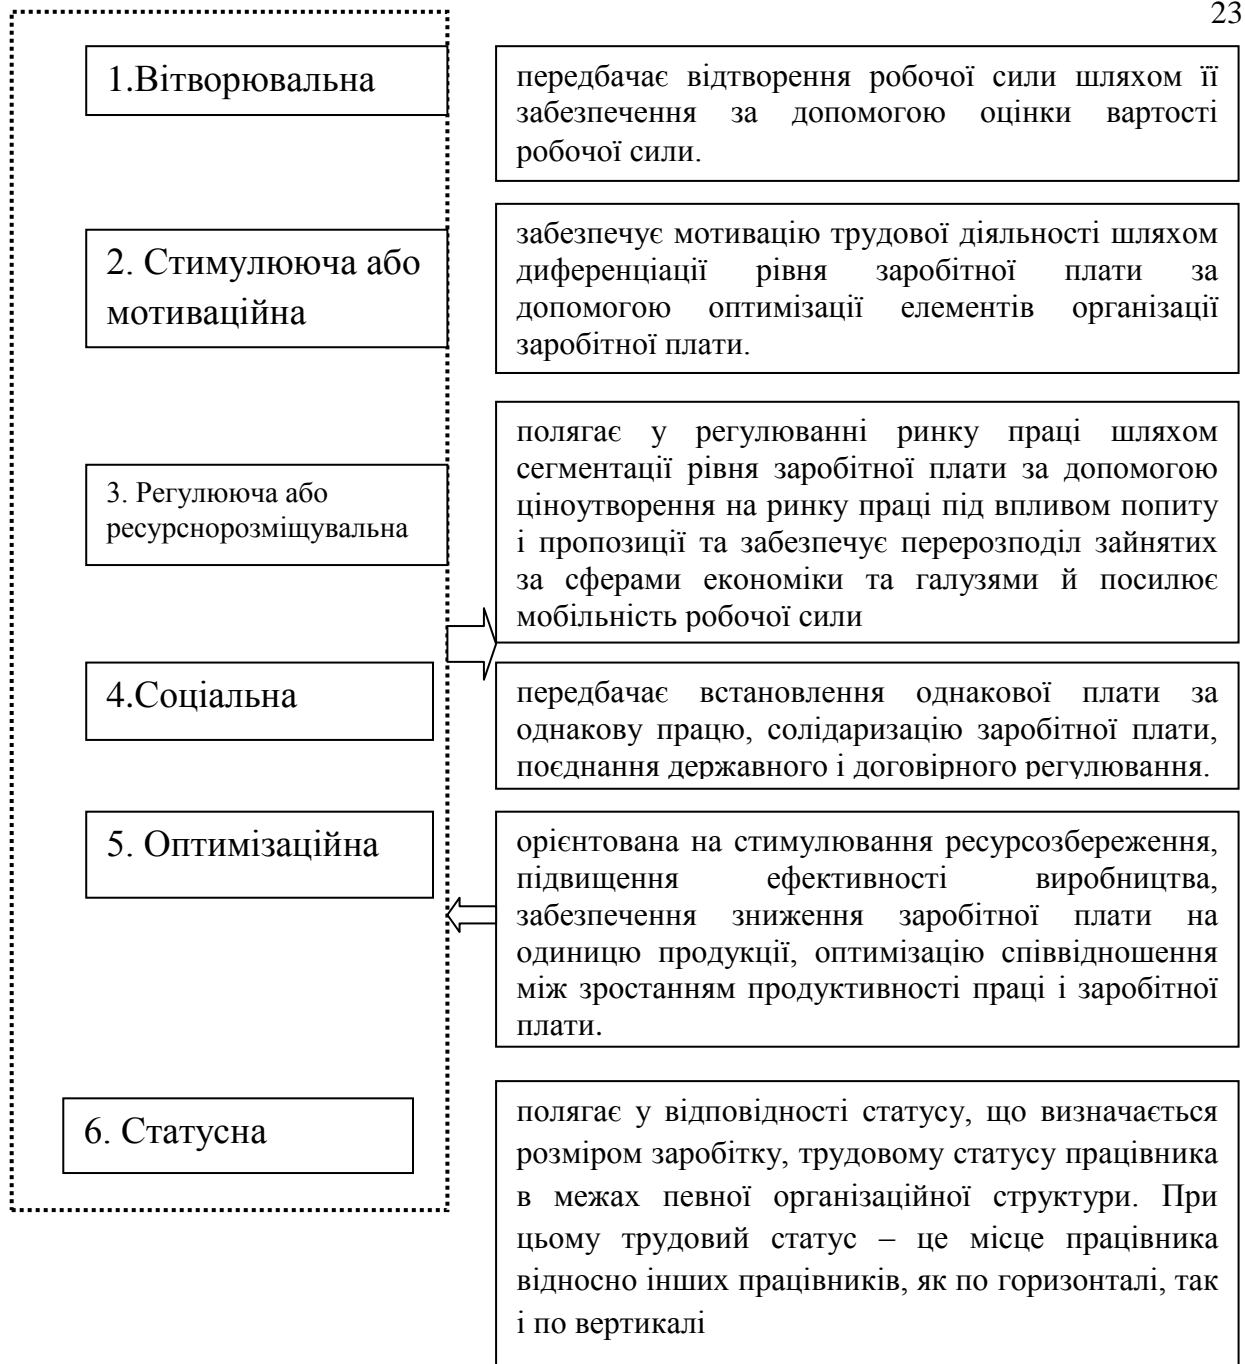 23
1.Вітворювальна
передбачає відтворення робочої сили шляхом її
забезпечення за допомогою оцінки вартості
робочої сили.
2. Стимулююча або
мотиваційна
забезпечує мотивацію трудової діяльності шляхом
диференціації рівня заробітної плати за
допомогою оптимізації елементів організації
заробітної плати.
3. Регулююча або
ресурснорозміщувальна
полягає у регулюванні ринку праці шляхом
сегментації рівня заробітної плати за допомогою
ціноутворення на ринку праці під впливом попиту
і пропозиції та забезпечує перерозподіл зайнятих
за сферами економіки та галузями й посилює
мобільність робочої сили
4.Соціальна
передбачає встановлення однакової плати за
однакову працю, солідаризацію заробітної плати,
поєднання державного і договірного регулювання.
5. Оптимізаційна
орієнтована на стимулювання ресурсозбереження,
підвищення ефективності виробництва,
забезпечення зниження заробітної плати на
одиницю продукції, оптимізацію співвідношення
між зростанням продуктивності праці і заробітної
плати.
6. Статусна
полягає у відповідності статусу, що визначається
розміром заробітку, трудовому статусу працівника
в межах певної організаційної структури. При
цьому трудовий статус – це місце працівника
відносно інших працівників, як по горизонталі, так
і по вертикалі